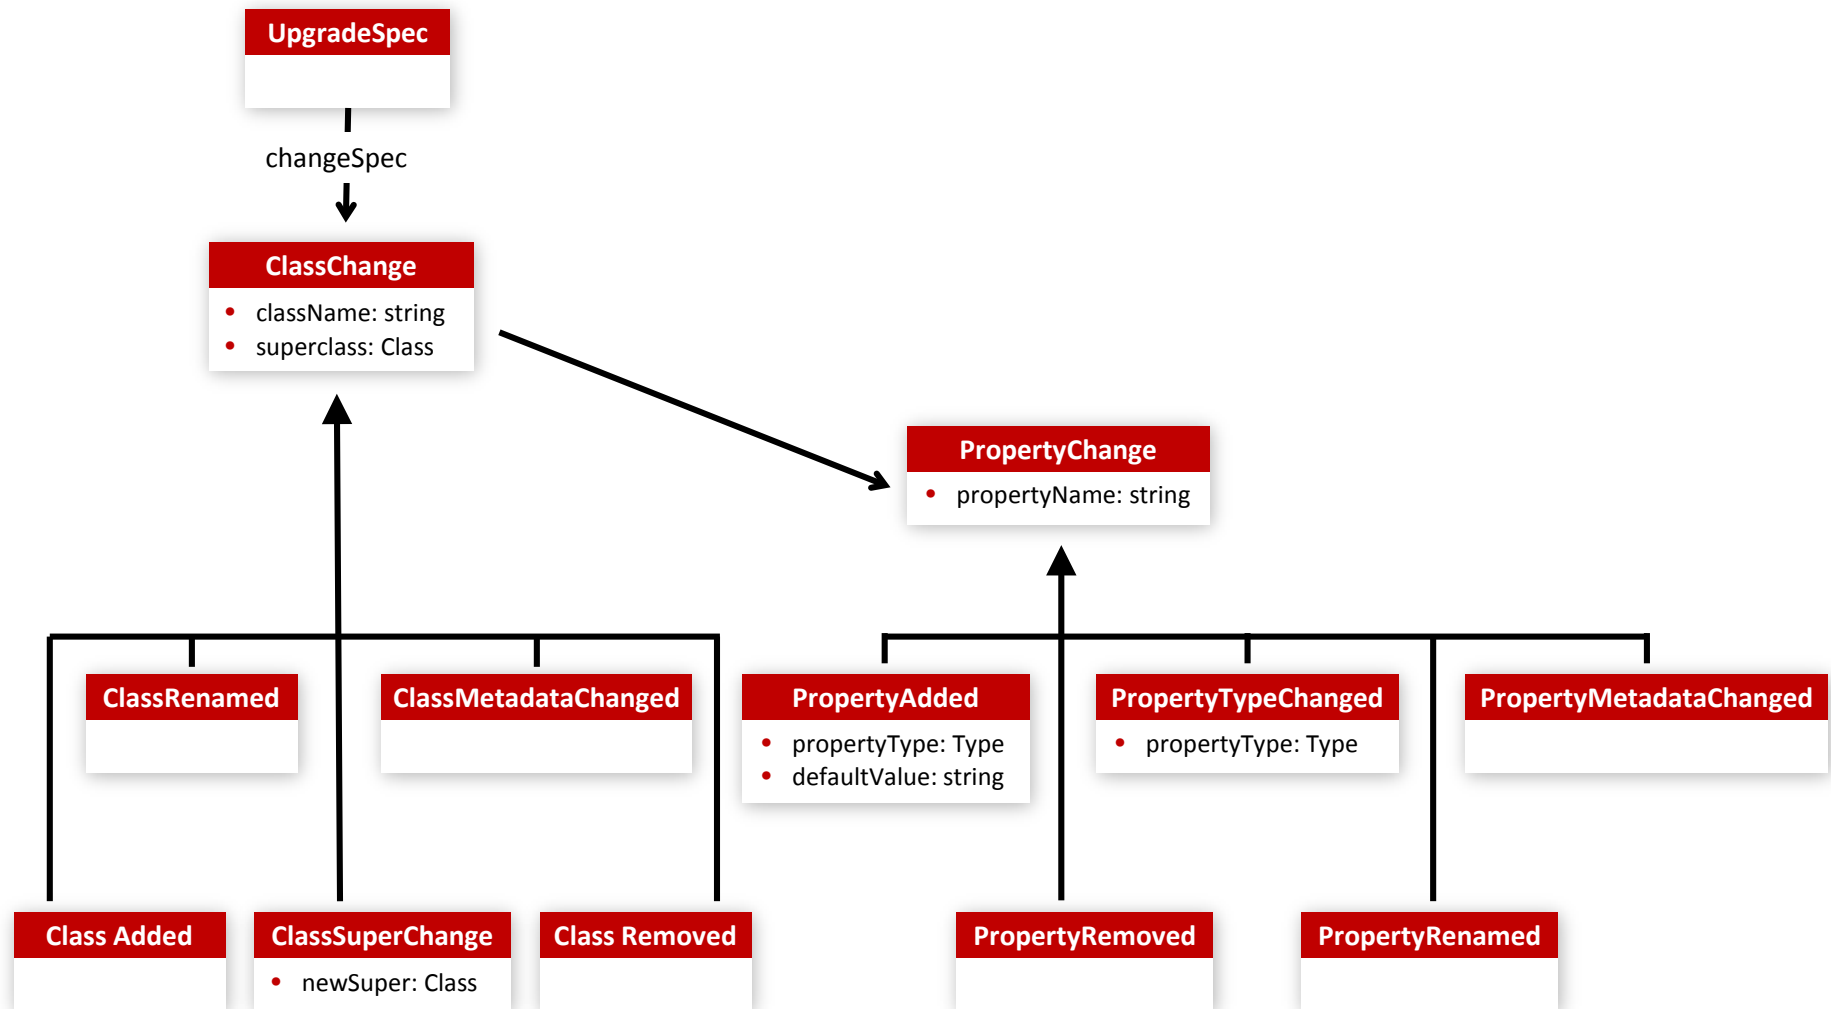 UpgradeSpec
changeSpec
ClassChange
• className: string
• superclass: Class
PropertyChange
• propertyName: string
ClassRenamed
ClassMetadataChanged
PropertyAdded
• propertyType: Type
• defaultValue: string
PropertyTypeChanged
• propertyType: Type
PropertyMetadataChanged
Class Added
ClassSuperChange
• newSuper: Class
Class Removed
PropertyRemoved
PropertyRenamed